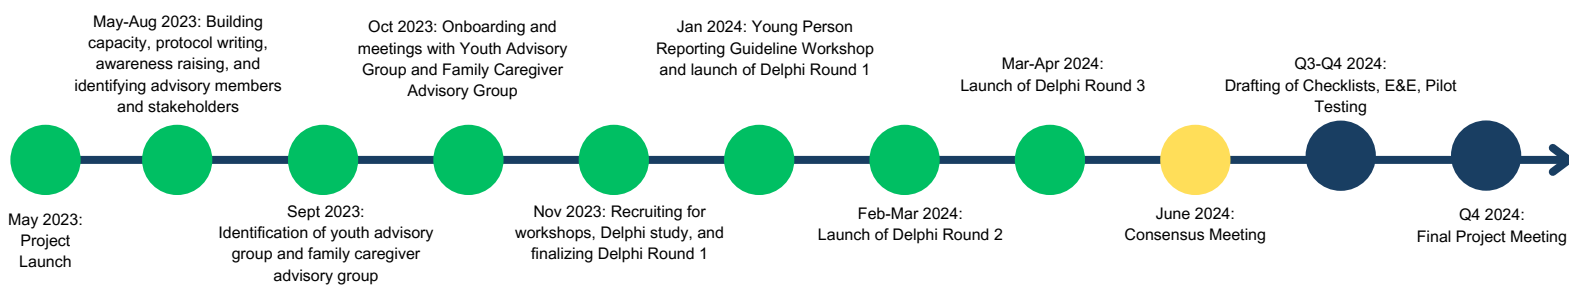 May 2023:
Project
Launch
May-Aug 2023: Building
capacity, protocol writing,
awareness raising, and
identifying advisory members
and stakeholders
Sept 2023:
Identification of youth advisory
group and family caregiver
advisory group
Oct 2023: Onboarding and
meetings with Youth Advisory
Group and Family Caregiver
Advisory Group
Nov 2023: Recruiting for
workshops, Delphi study, and
finalizing Delphi Round 1
Jan 2024: Young Person
Reporting Guideline Workshop
and launch of Delphi Round 1
Feb-Mar 2024:
Launch of Delphi Round 2
Mar-Apr 2024:
Launch of Delphi Round 3
June 2024:
Consensus Meeting
Q3-Q4 2024:
Drafting of Checklists, E&E, Pilot
Testing
Q4 2024:
Final Project Meeting